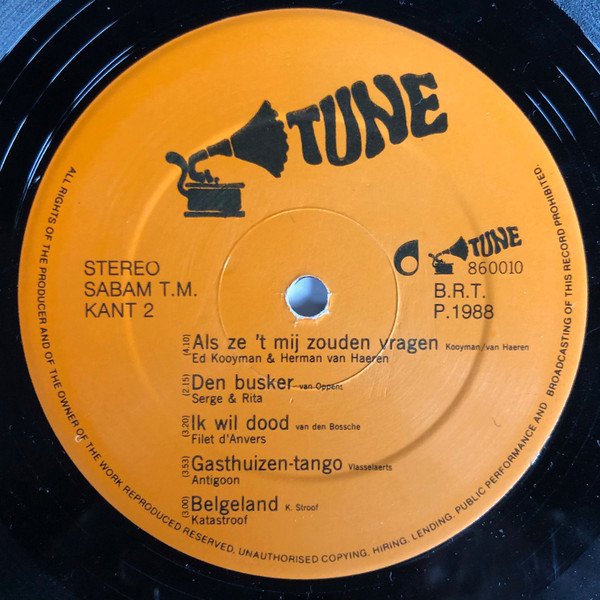 TUNE
STEREO
SABAM T.M.
KANT 2
TUNE
860010
B.R.T.
P.1988
(4.10) Als ze 't mij zouden vragen Kooyman/van Haeren
Ed Kooyman & Herman van Haeren
(2.15) Den busker van Oppent
Serge & Rita
(3.20) Ik wil dood van den Bossche
Filet d'Anvers
(3.53) Gasthuizen-tango Vlasselaerts
Antigoon
(3.00) Belgeland K. Stroof
Katastroof
ALL RIGHTS OF THE PRODUCER AND OF THE OWNER OF THE WORK REPRODUCED RESERVED. UNAUTHORISED COPYING. HIRING. LENDING. PUBLIC PERFORMANCE AND BROADCASTING OF THIS RECORD PROHIBITED.